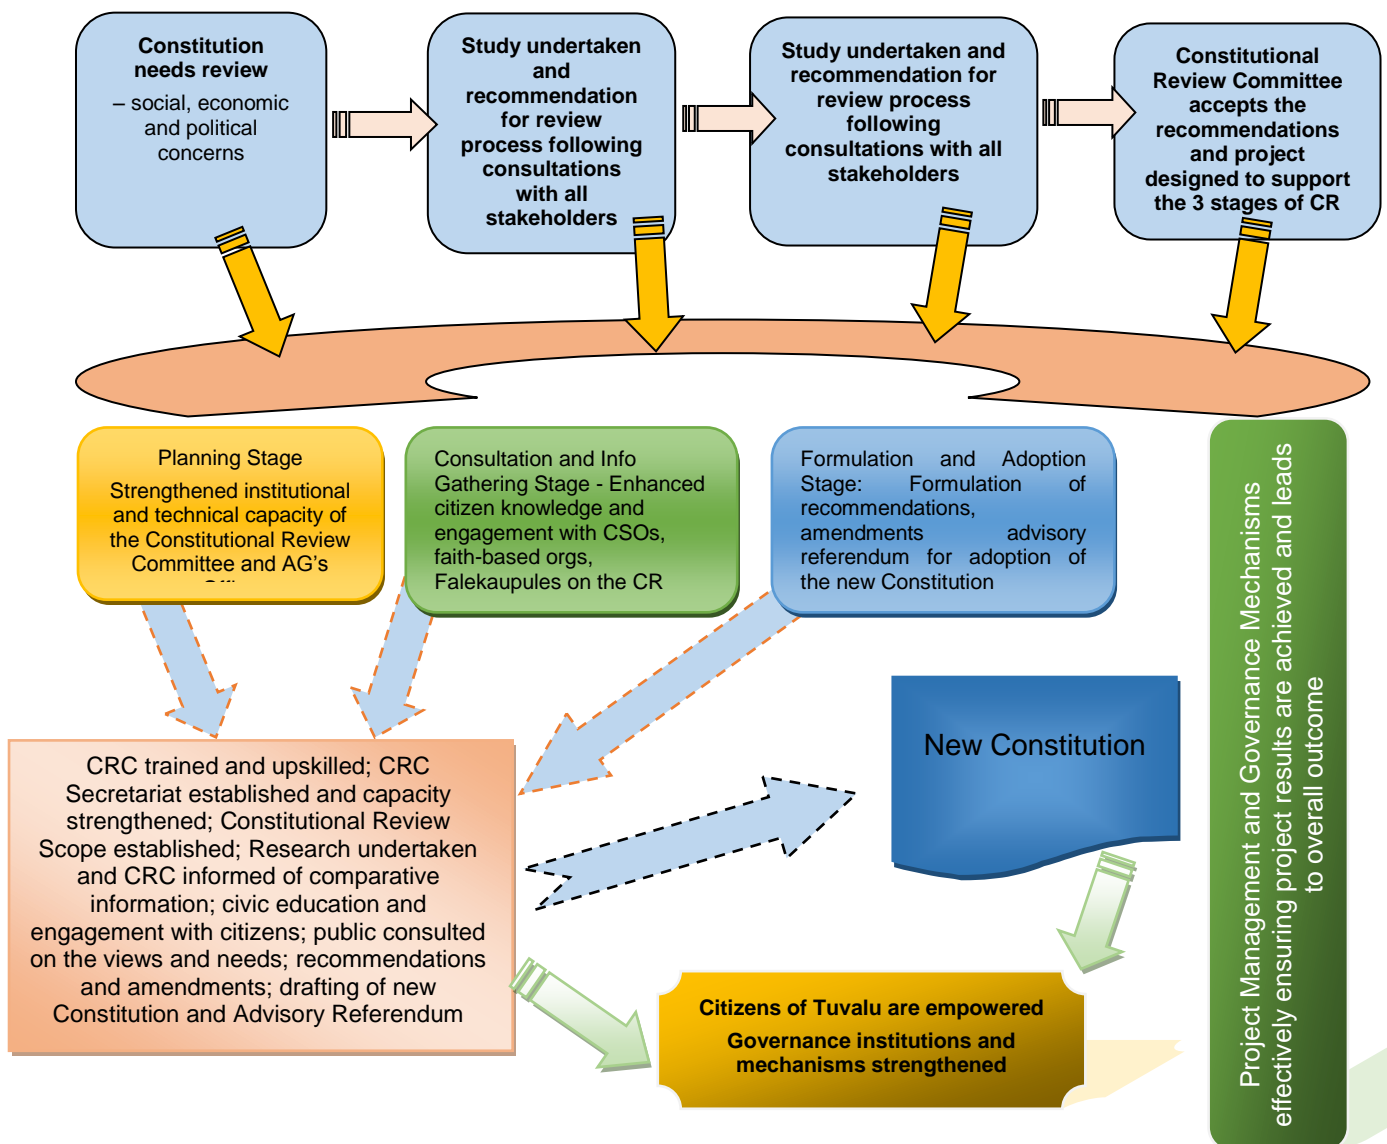 Constitution
needs review
– social, economic
and political
concerns
Study undertaken
and
recommendation
for review
process following
consultations
with all
stakeholders
Study undertaken and
recommendation for
review process
following
consultations with all
stakeholders
Constitutional
Review Committee
accepts the
recommendations
and project
designed to support
the 3 stages of CR
Planning Stage
Strengthened institutional
and technical capacity of
the Constitutional Review
Committee and AG's
Consultation and Info
Gathering Stage - Enhanced
citizen knowledge and
engagement with CSOs,
faith-based orgs,
Falekaupules on the CR
Formulation and Adoption
Stage: Formulation of
recommendations,
amendments advisory
referendum for adoption of
the new Constitution
CRC trained and upskilled; CRC
Secretariat established and capacity
strengthened; Constitutional Review
Scope established; Research undertaken
and CRC informed of comparative
information; civic education and
engagement with citizens; public consulted
on the views and needs; recommendations
and amendments; drafting of new
Constitution and Advisory Referendum
New Constitution
Citizens of Tuvalu are empowered
Governance institutions and
mechanisms strengthened
Project Management and Governance Mechanisms
effectively ensuring project results are achieved and leads
to overall outcome